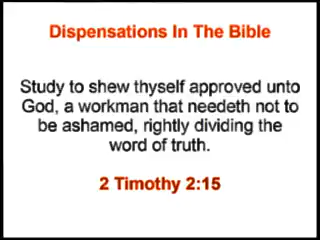 Dispensations In The Bible
Study to shew thyself approved unto
God, a workman that needeth not to
be ashamed, rightly dividing the
word of truth.
2 Timothy 2:15